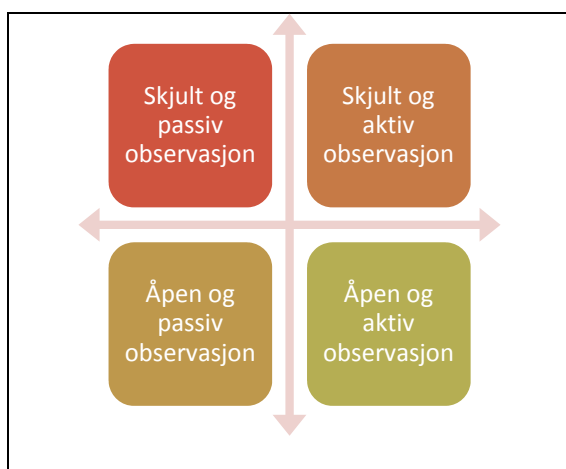 Skjult og
passiv
observasjon
Skjult og
aktiv
observasjon
Åpen og
passiv
observasjon
Åpen og
aktiv
observasjon